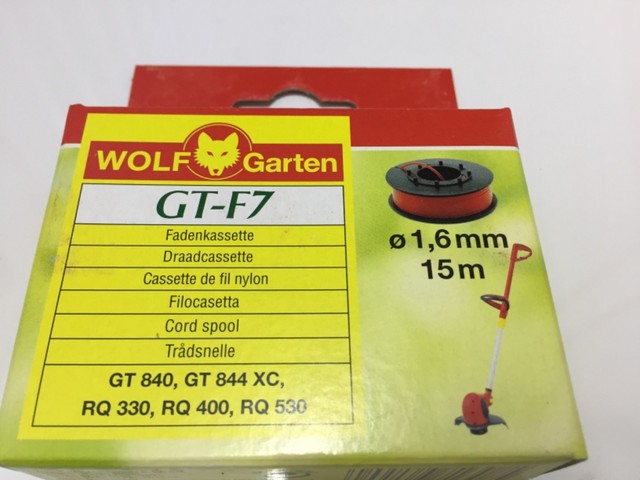 WOLF Garten
GT-F7
Fadenkassette
Draadcassette
Cassette de fil nylon
Filocasetta
Cord spool
Trådsnelle
GT 840, GT 844 XC,
RQ 330, RQ 400, RQ 530
ø 1,6 mm
15 m